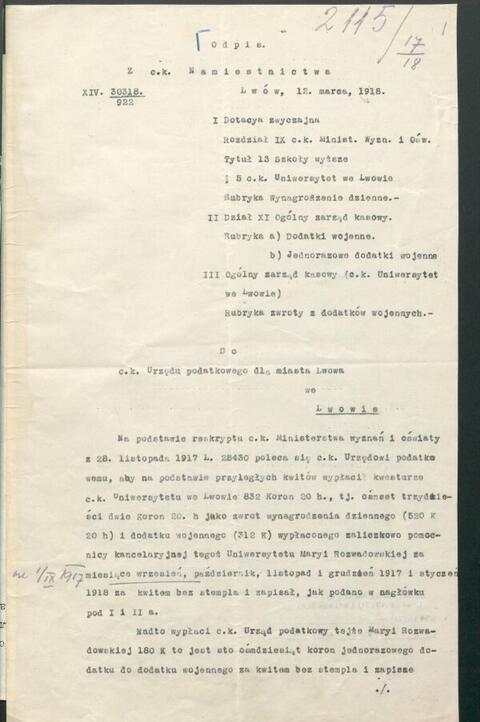 2115/17/18
Odpis.
Z c.k. Namiestnictwa
XIV. 30318.
922
Lwów, 12. marca, 1918.
I Dotacya zwyczajna
Rozdział IX c.k. Minist. Wyzn. i Ośw.
Tytuł 13 Szkoły wyższe
§ 5 c.k. Uniwersytet we Lwowie
Rubryka Wynagrodzenie dzienne.-
II Dział XI Ogólny zarząd kasowy.
Rubryka a) Dodatki wojenne.
b) Jednorazowe dodatki wojenne
III Ogólny zarząd kasowy (c.k. Uniwersytet
we Lwowie)
Rubryka zwroty z dodatków wojennych.-
Do
c.k. Urzędu podatkowego dla miasta Lwowa
we
Lwowie
Na podstawie reskryptu c.k. Ministerstwa wyznań i oświaty
z 28. listopada 1917 L. 28430 poleca się c.k. Urzędowi podatko
wemu, aby na podstawie przyległych kwitów wypłacił kwesturze
c.k. Uniwersytetu we Lwowie 832 Koron 20 h., tj. ośmset trzydzie
ści dwie Koron 20. h jako zwrot wynagrodzenia dziennego (520 K
20 h) i dodatku wojennego (312 K) wypłaconego zaliczkowo pomoc-
nicy kancelaryjnej tegoż Uniwersytetu Maryi Rozwadowskiej za
1/IX 1917 miesiące wrzesień, październik, listopad i grudzień 1917 i styczeń
1918 za kwitem bez stempla i zapisał, jak podano w nagłówku
pod I i II a.
Nadto wypłaci c.k. Urząd podatkowy tejże Maryi Rozwa-
dowskiej 180 K to jest sto ośmdziesiąt koron jednorazowego do-
datku do dodatku wojennego za kwitem bez stempla i zapisze
./.